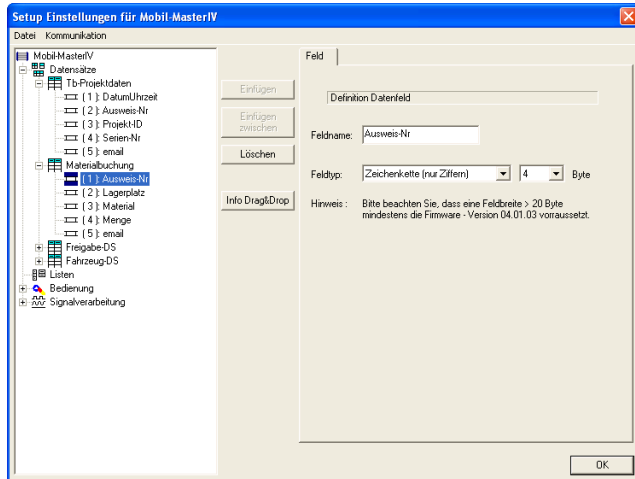 Setup Einstellungen für Mobil-MasterIV
Datei Kommunikation
Mobil-MasterIV
Datensätze
Tb-Projektdaten
( 1 ): DatumUhrzeit
( 2 ): Ausweis-Nr
( 3 ): Projekt-ID
( 4 ): Serien-Nr
( 5 ): email
Materialbuchung
( 1 ): Ausweis-Nr
( 2 ): Lagerplatz
( 3 ): Material
( 4 ): Menge
( 5 ): email
Freigabe-DS
Fahrzeug-DS
Listen
Bedienung
Signalverarbeitung
Einfügen
Einfügen
zwischen
Löschen
Info Drag&Drop
Feld
Definition Datenfeld
Feldname: Ausweis-Nr
Feldtyp: Zeichenkette (nur Ziffern) 4 Byte
Hinweis : Bitte beachten Sie, dass eine Feldbreite > 20 Byte
mindestens die Firmware - Version 04.01.03 vorraussetzt.
OK